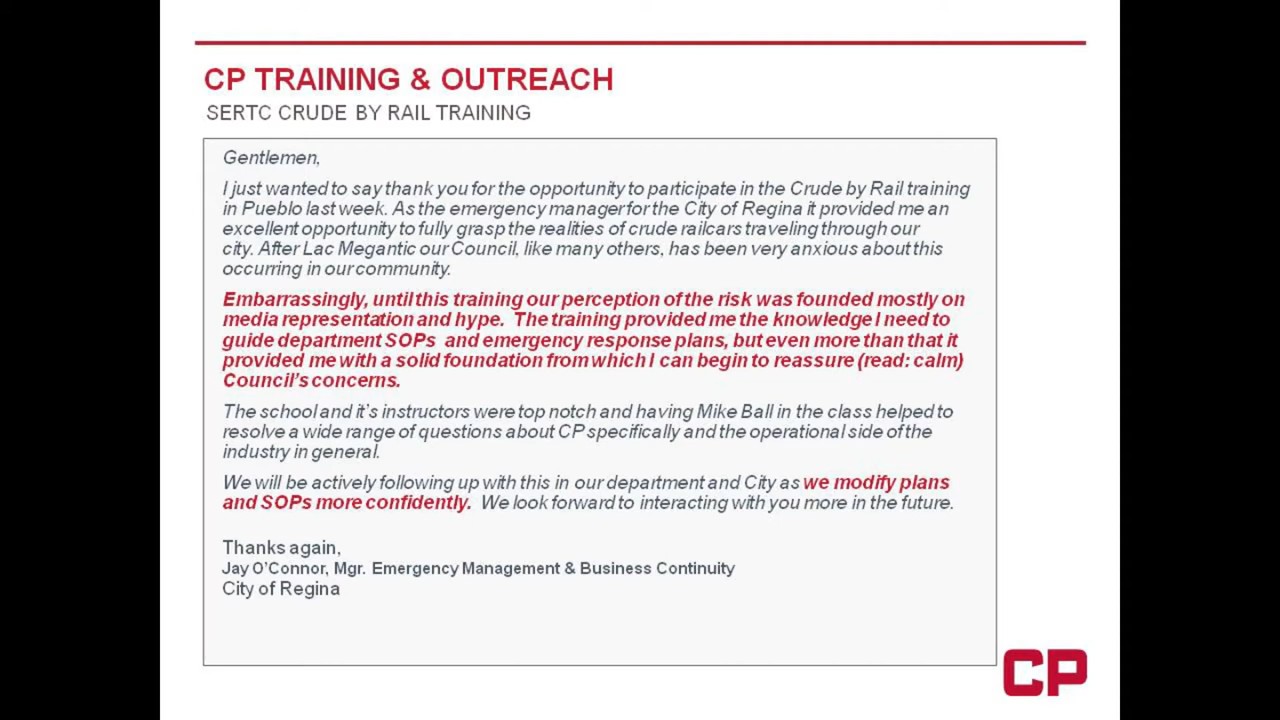 CP TRAINING & OUTREACH
SERTC CRUDE BY RAIL TRAINING
Gentlemen,
I just wanted to say thank you for the opportunity to participate in the Crude by Rail training
in Pueblo last week. As the emergency manager for the City of Regina it provided me an
excellent opportunity to fully grasp the realities of crude railcars traveling through our
city. After Lac Megantic our Council, like many others, has been very anxious about this
occurring in our community.
Embarrassingly, until this training our perception of the risk was founded mostly on
media representation and hype. The training provided me the knowledge I need to
guide department SOPs and emergency response plans, but even more than that it
provided me with a solid foundation from which I can begin to reassure (read: calm)
Council's concerns.
The school and it's instructors were top notch and having Mike Ball in the class helped to
resolve a wide range of questions about CP specifically and the operational side of the
industry in general.
We will be actively following up with this in our department and City as we modify plans
and SOPs more confidently. We look forward to interacting with you more in the future.
Thanks again,
Jay O'Connor, Mgr. Emergency Management & Business Continuity
City of Regina
CP